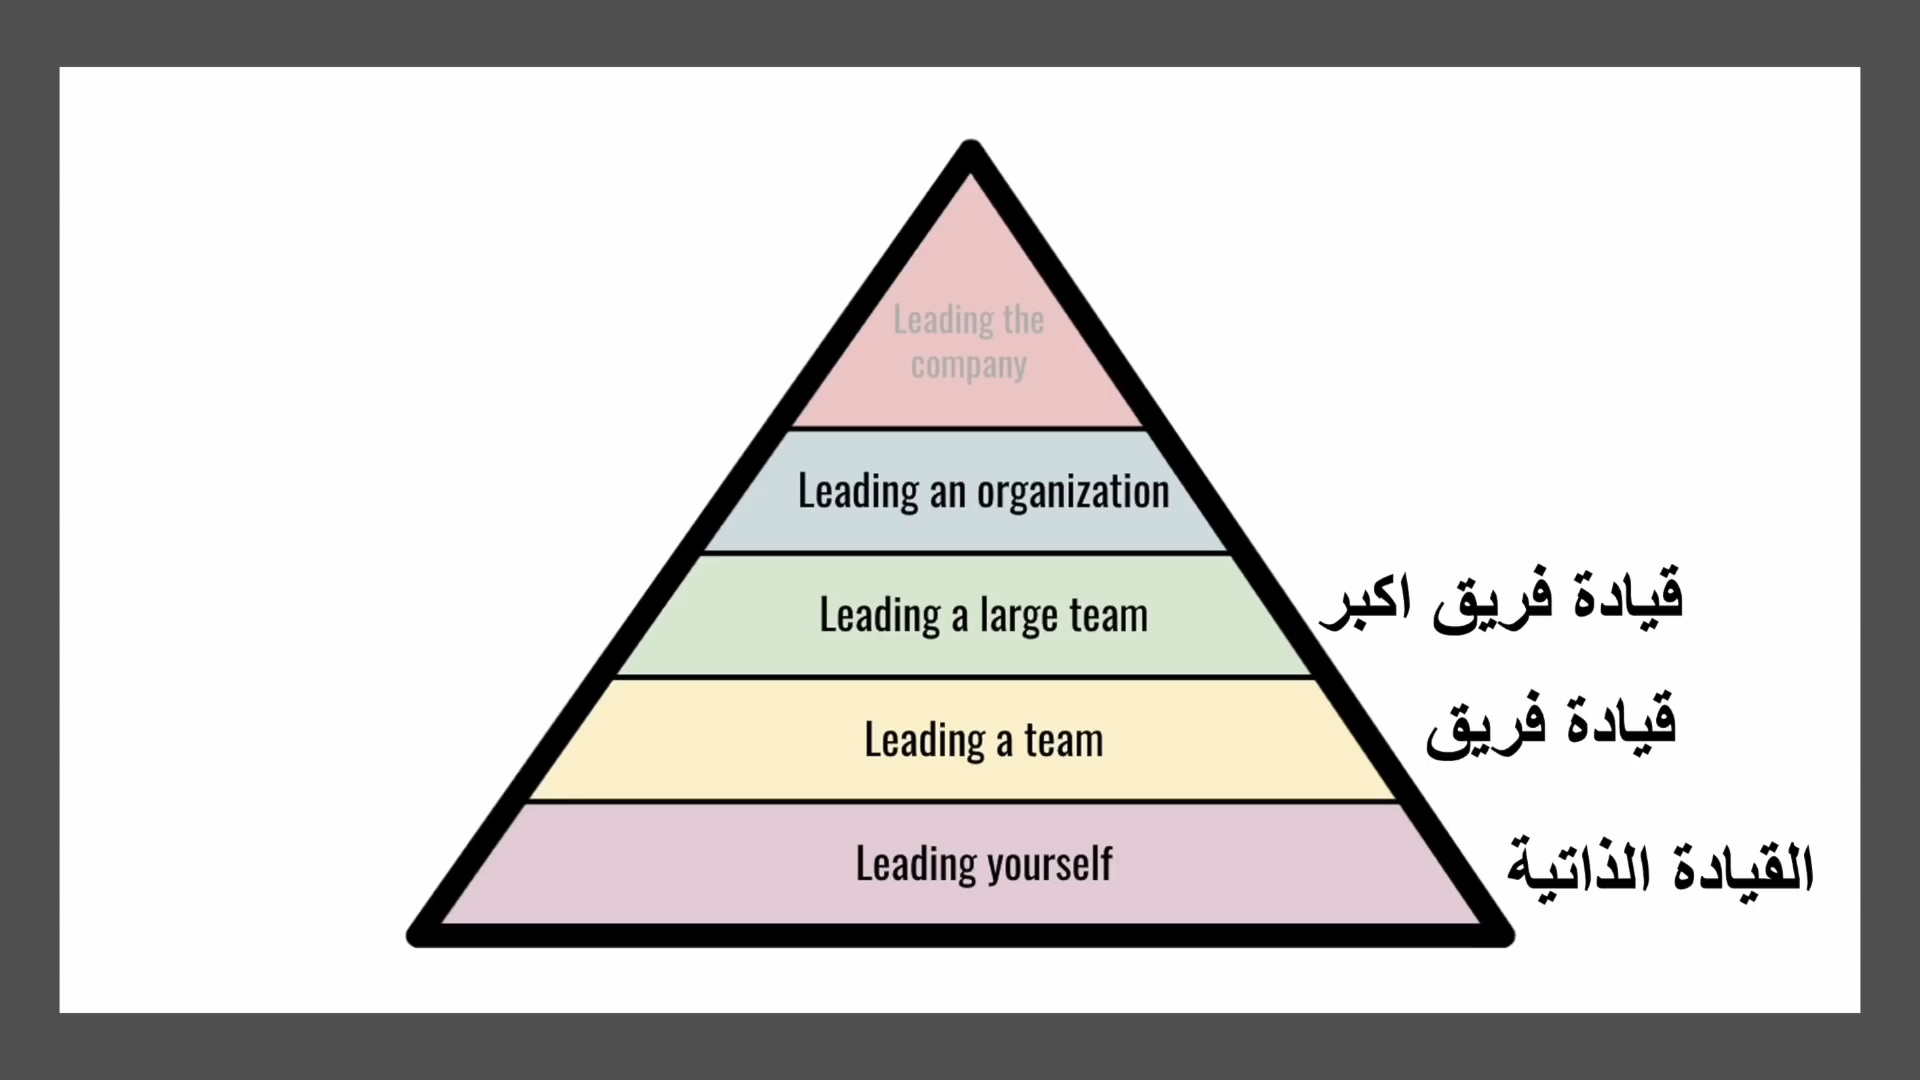 Leading the
company
Leading an organization
Leading a large team
قيادة فريق اكبر
Leading a team
قيادة فريق
Leading yourself
القيادة الذاتية